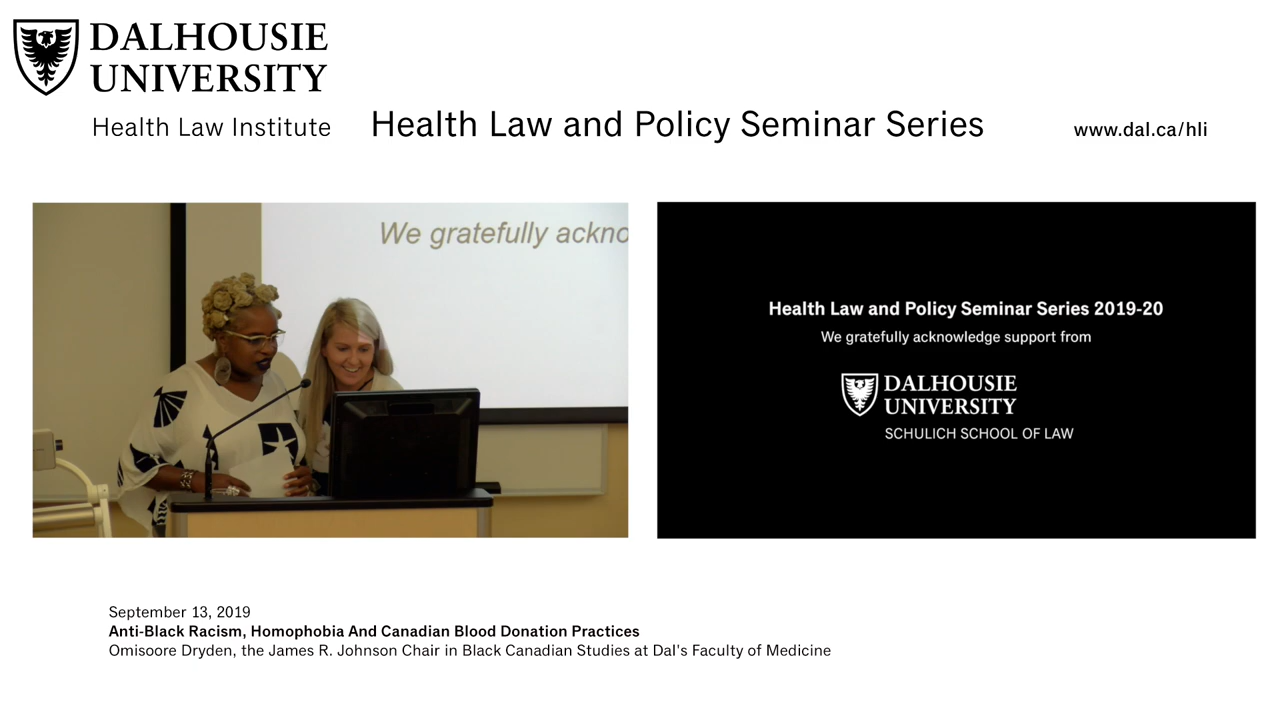 DALHOUSIE
UNIVERSITY
Health Law Institute
Health Law and Policy Seminar Series
www.dal.ca/hli
We gratefully ackno
Health Law and Policy Seminar Series 2019-20
We gratefully acknowledge support from
DALHOUSIE
UNIVERSITY
SCHULICH SCHOOL OF LAW
September 13, 2019
Anti-Black Racism, Homophobia And Canadian Blood Donation Practices
Omisoore Dryden, the James R. Johnson Chair in Black Canadian Studies at Dal's Faculty of Medicine